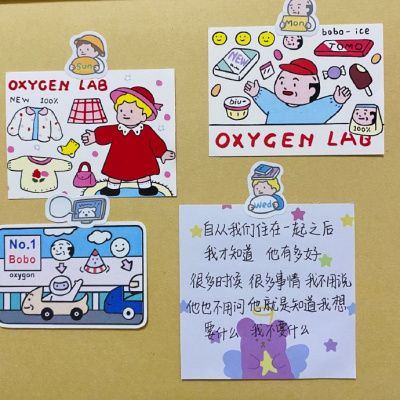 Sun
OXYGEN LAB
NEW 100%
Mon
bobo-ice
NEW
TOMO
biu~
100%
OXYGEN LAB
No.1
Bobo
oxygon
Wed
自从我们住在一起之后
我才知道 他有多好
很多时候 很多事情 我不用说
他也不用问 他就是知道我想
要什么 我不要什么